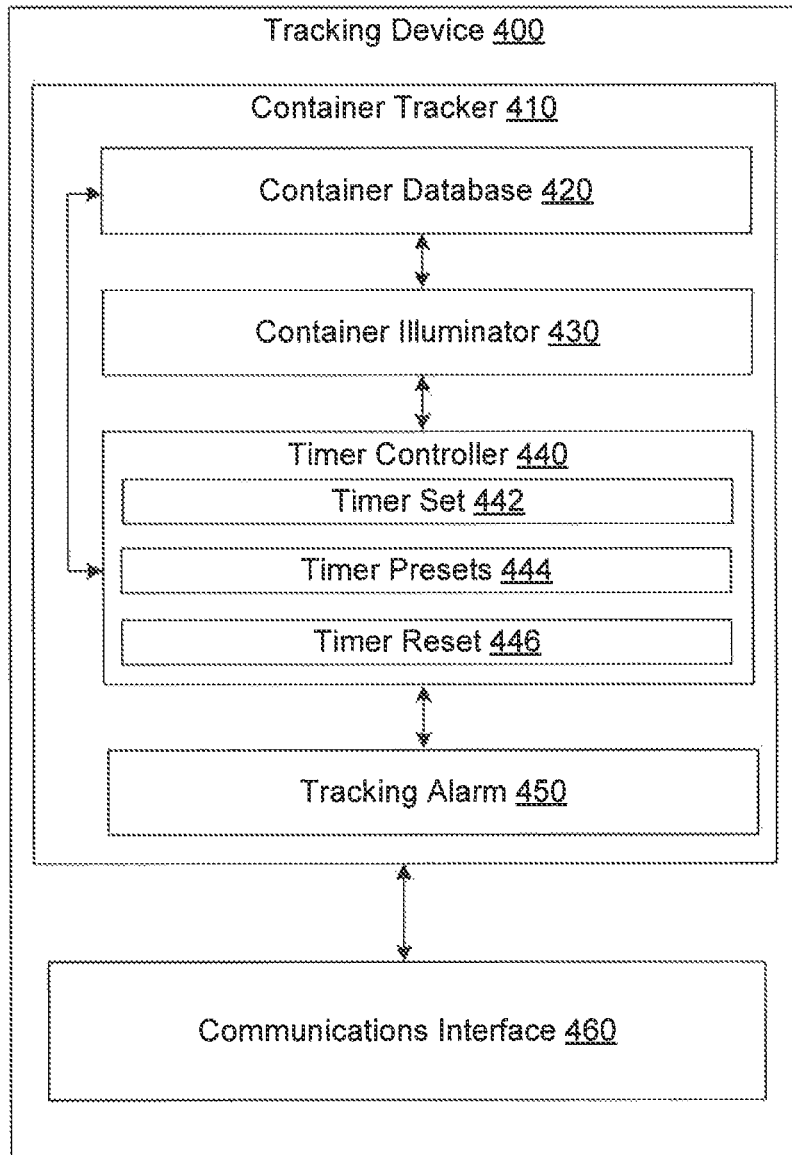 Tracking Device 400
Container Tracker 410
Container Database 420
Container Illuminator 430
Timer Controller 440
Timer Set 442
Timer Presets 444
Timer Reset 446
Tracking Alarm 450
Communications Interface 460